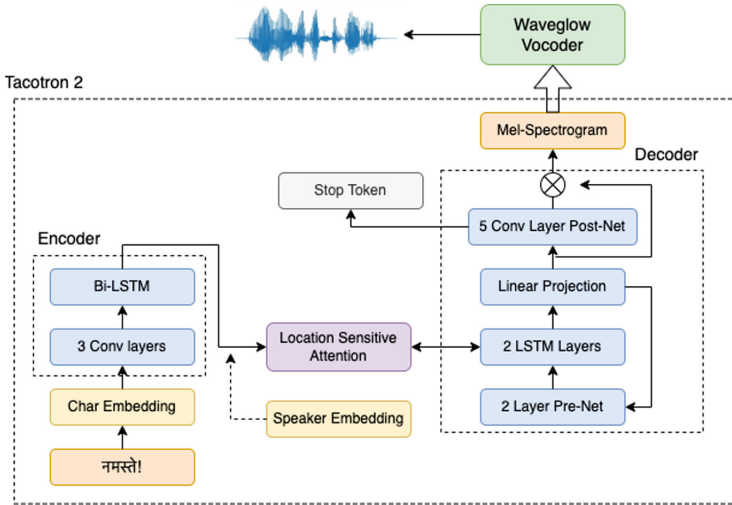 Waveglow
Vocoder
Tacotron 2
Mel-Spectrogram
Decoder
Stop Token
5 Conv Layer Post-Net
Encoder
Bi-LSTM
Linear Projection
3 Conv layers
Location Sensitive
Attention
2 LSTM Layers
Char Embedding
Speaker Embedding
2 Layer Pre-Net
नमस्ते!